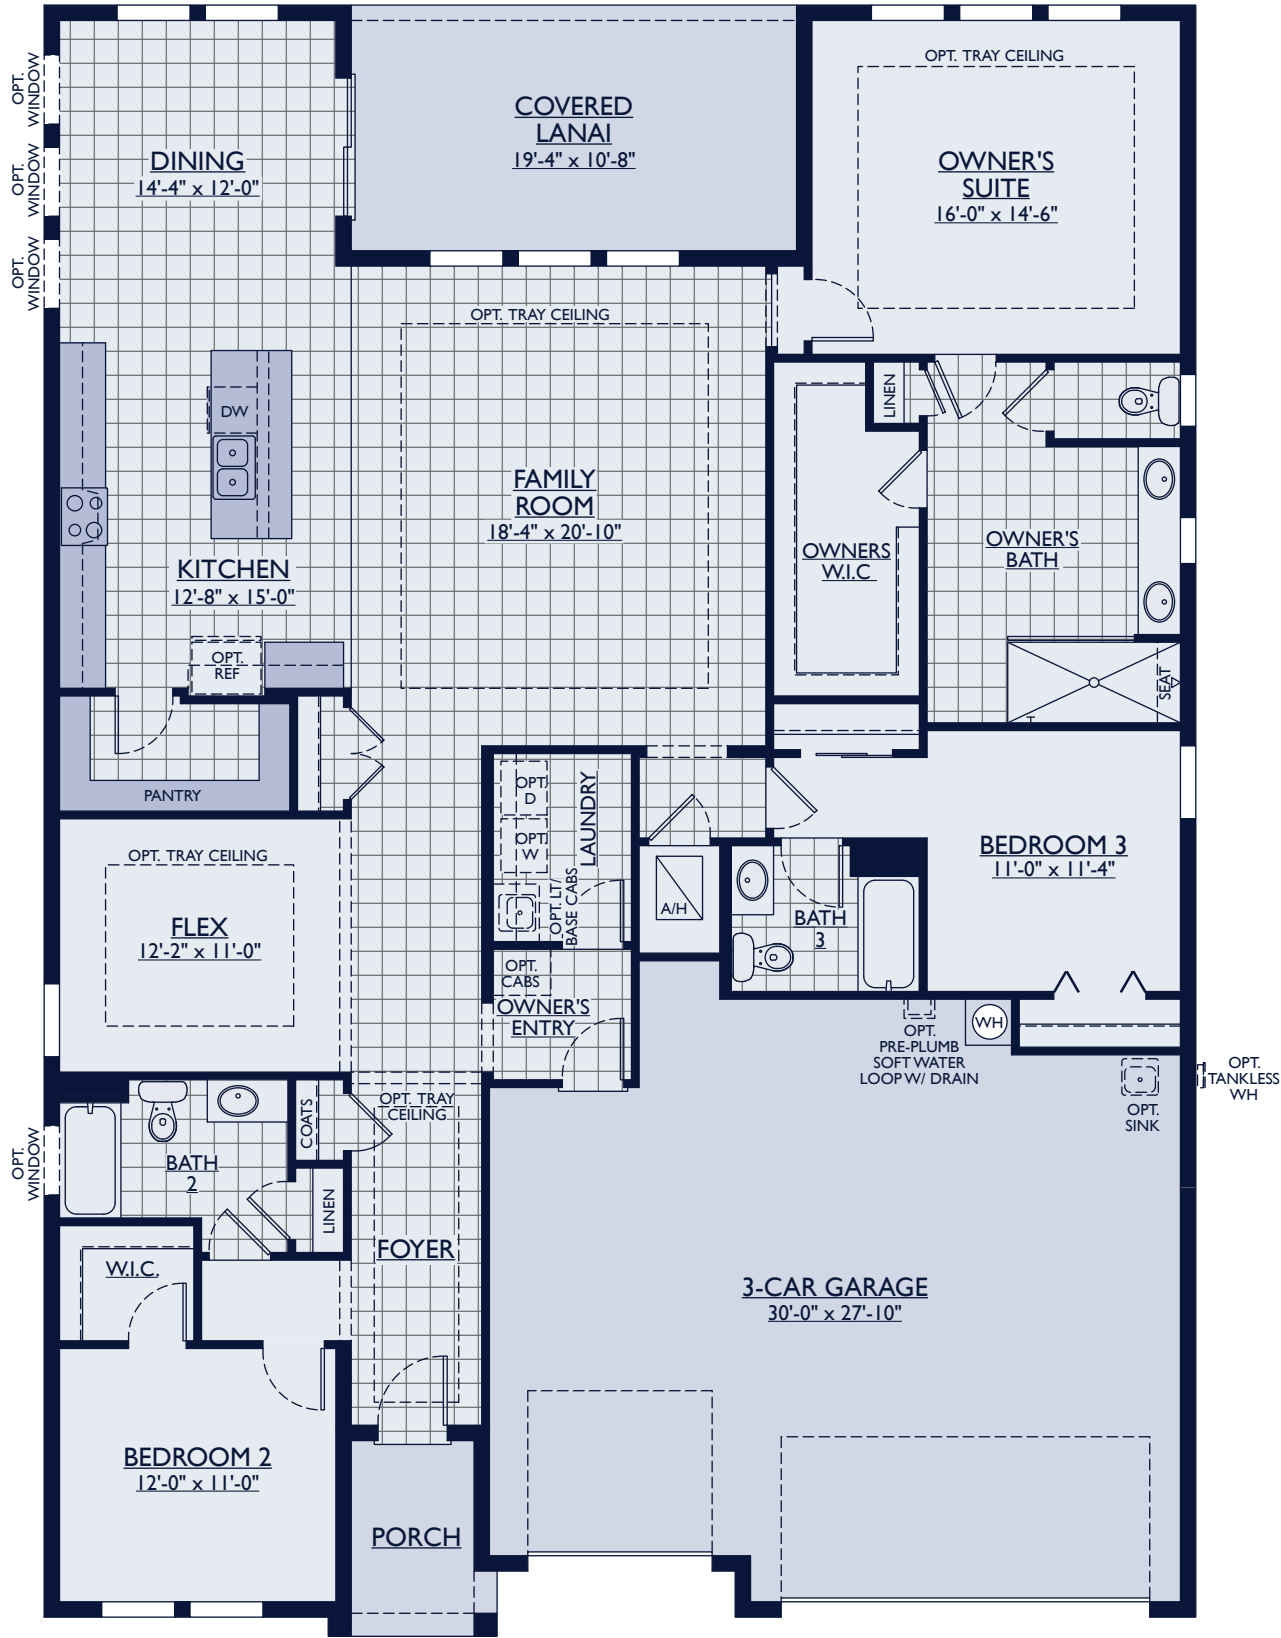 OPT.
WINDOW
OPT.
WINDOW
OPT.
WINDOW
DINING
14'-4" x 12'-0"
COVERED
LANAI
19'-4" x 10'-8"
OPT. TRAY CEILING
OWNER'S
SUITE
16'-0" x 14'-6"
OPT. TRAY CEILING
FAMILY
ROOM
18'-4" x 20'-10"
DW
KITCHEN
12'-8" x 15'-0"
OPT.
REF
PANTRY
LINEN
OWNERS
W.I.C
OWNER'S
BATH
SEAT
OPT. TRAY CEILING
FLEX
12'-2" x 11'-0"
OPT.
D
OPT.
W
LAUNDRY
OPT. LT
BASE CABS
A/H
OPT.
CABS
OWNER'S
ENTRY
BATH
3
BEDROOM 3
11'-0" x 11'-4"
OPT.
PRE-PLUMB
SOFT WATER
LOOP W/ DRAIN
WH
OPT.
SINK
OPT.
TANKLESS
WH
OPT.
WINDOW
BATH
2
COATS
LINEN
OPT. TRAY
CEILING
FOYER
W.I.C.
3-CAR GARAGE
30'-0" x 27'-10"
BEDROOM 2
12'-0" x 11'-0"
PORCH